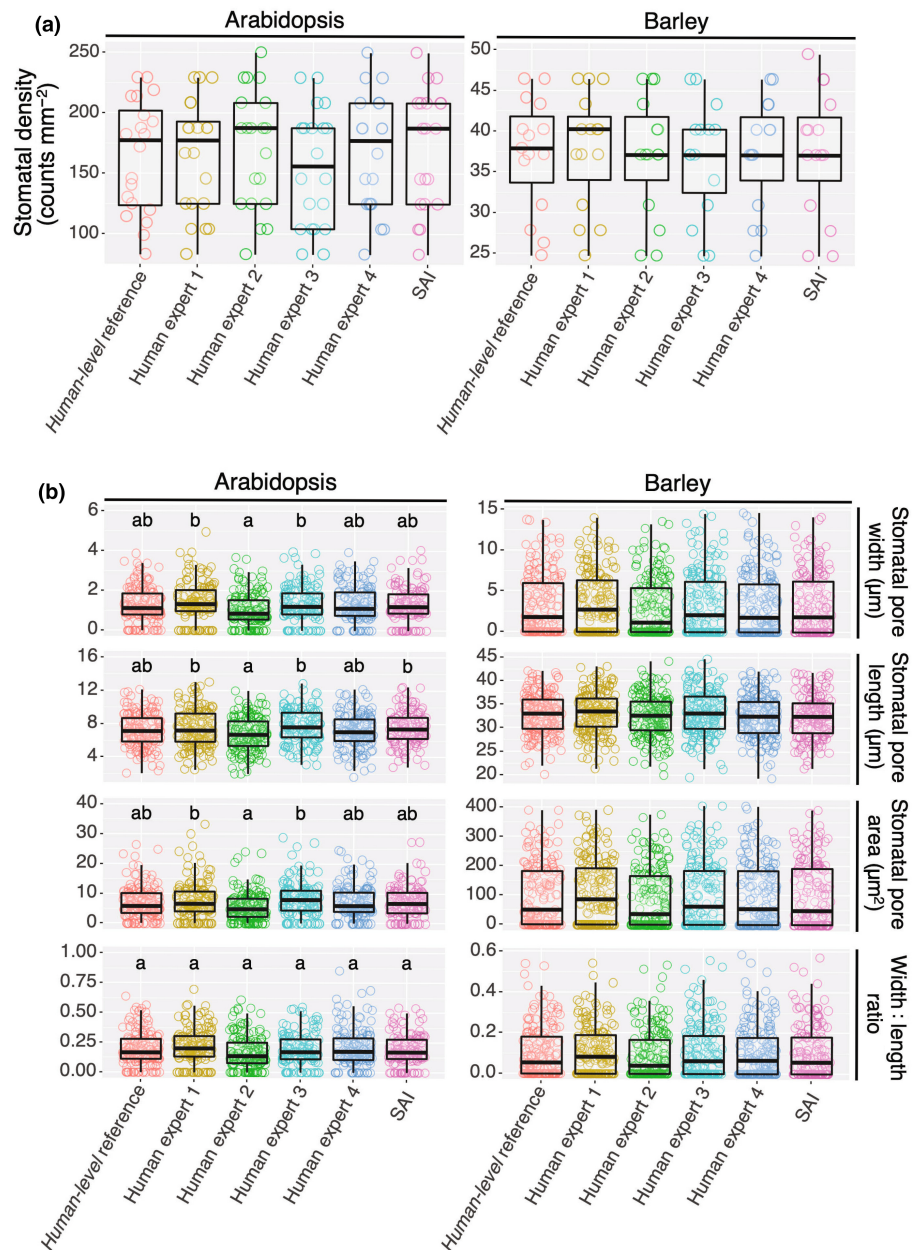 (a)
Arabidopsis
Barley
Stomatal density
(counts mm−2)
250
200
150
100
50
45
40
35
30
25
Human-level reference
Human expert 1
Human expert 2
Human expert 3
Human expert 4
SAI
Human-level reference
Human expert 1
Human expert 2
Human expert 3
Human expert 4
SAI
(b)
Arabidopsis
Barley
6
4
2
0
ab b a b ab ab
15
10
5
0
Stomatal pore
width (µm)
16
12
8
4
ab b a b ab b
45
40
35
30
25
20
Stomatal pore
length (µm)
40
30
20
10
0
ab b a b ab ab
400
300
200
100
0
Stomatal pore
area (µm²)
1.00
0.75
0.50
0.25
0.00
a a a a a a
0.6
0.4
0.2
0.0
Width : length
ratio
Human-level reference
Human expert 1
Human expert 2
Human expert 3
Human expert 4
SAI
Human-level reference
Human expert 1
Human expert 2
Human expert 3
Human expert 4
SAI